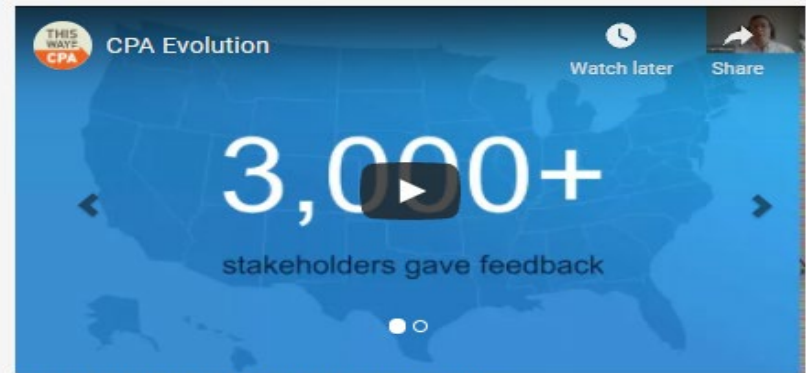 THIS
WAY
CPA
CPA Evolution
Watch later
Share
3,000+
stakeholders gave feedback